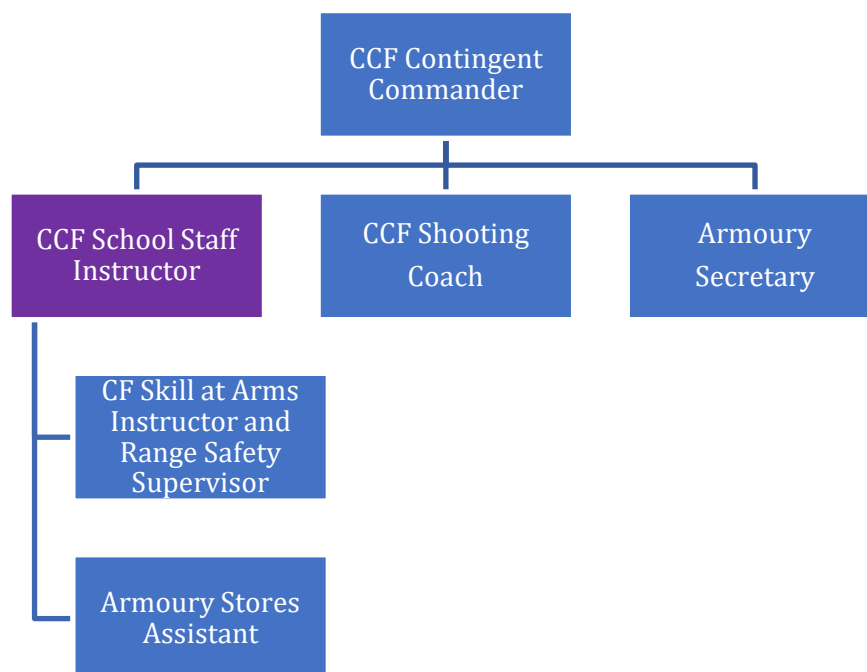 CCF Contingent
Commander
CCF School Staff
Instructor
CCF Shooting
Coach
Armoury
Secretary
CF Skill at Arms
Instructor and
Range Safety
Supervisor
Armoury Stores
Assistant